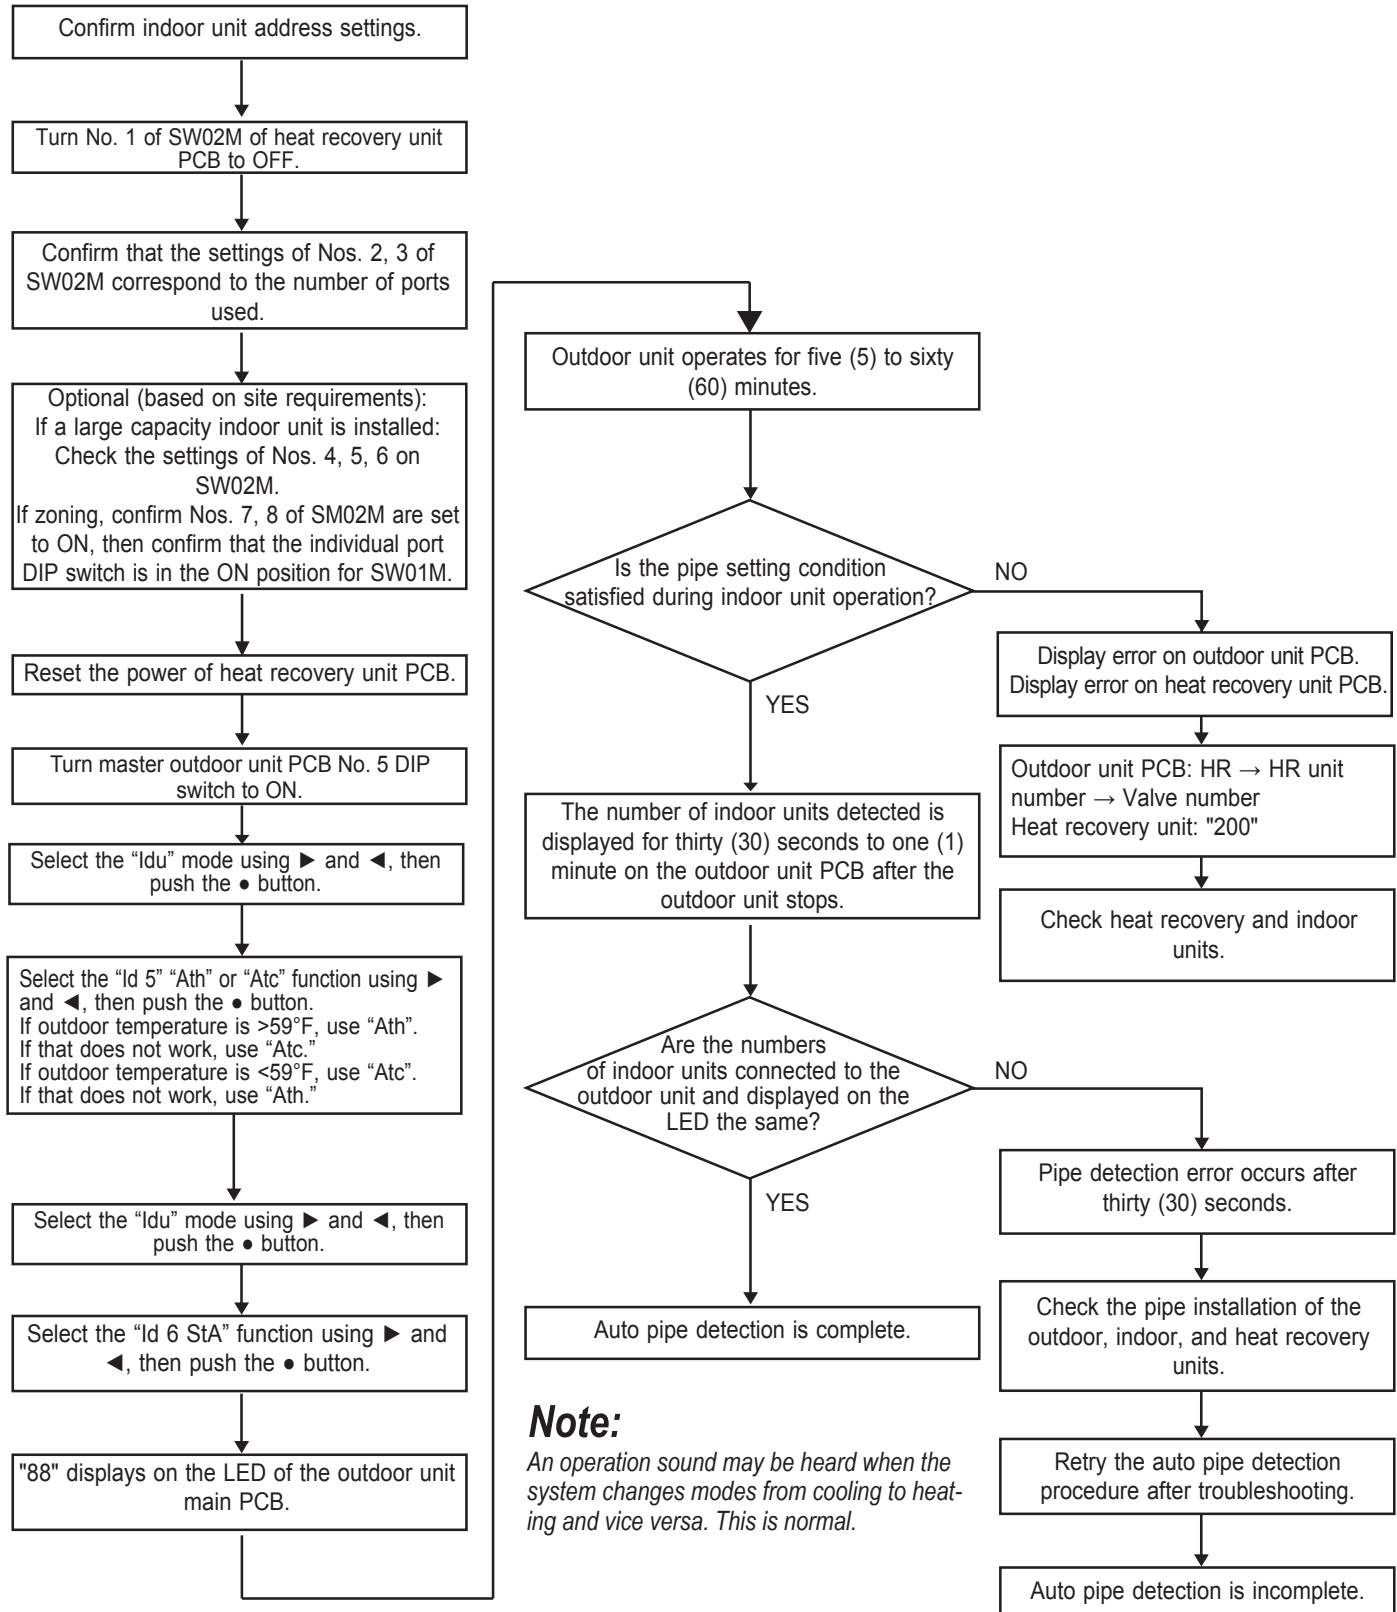 Confirm indoor unit address settings.
Turn No. 1 of SW02M of heat recovery unit
PCB to OFF.
Confirm that the settings of Nos. 2, 3 of
SW02M correspond to the number of ports
used.
Optional (based on site requirements):
If a large capacity indoor unit is installed:
Check the settings of Nos. 4, 5, 6 on
SW02M.
If zoning, confirm Nos. 7, 8 of SM02M are set
to ON, then confirm that the individual port
DIP switch is in the ON position for SW01M.
Reset the power of heat recovery unit PCB.
Turn master outdoor unit PCB No. 5 DIP
switch to ON.
Select the “Idu” mode using ► and ◄, then
push the ● button.
Select the “Id 5” “Ath” or “Atc” function using ►
and ◄, then push the ● button.
If outdoor temperature is >59°F, use “Ath”.
If that does not work, use “Atc.”
If outdoor temperature is <59°F, use “Atc”.
If that does not work, use “Ath.”
Select the “Idu” mode using ► and ◄, then
push the ● button.
Select the “Id 6 StA” function using ► and
◄, then push the ● button.
"88" displays on the LED of the outdoor unit
main PCB.
Outdoor unit operates for five (5) to sixty
(60) minutes.
Is the pipe setting condition
satisfied during indoor unit operation?
NO
YES
Display error on outdoor unit PCB.
Display error on heat recovery unit PCB.
Outdoor unit PCB: HR → HR unit
number → Valve number
Heat recovery unit: "200"
Check heat recovery and indoor
units.
The number of indoor units detected is
displayed for thirty (30) seconds to one (1)
minute on the outdoor unit PCB after the
outdoor unit stops.
Are the numbers
of indoor units connected to the
outdoor unit and displayed on the
LED the same?
NO
YES
Pipe detection error occurs after
thirty (30) seconds.
Check the pipe installation of the
outdoor, indoor, and heat recovery
units.
Retry the auto pipe detection
procedure after troubleshooting.
Auto pipe detection is incomplete.
Auto pipe detection is complete.
Note:
An operation sound may be heard when the
system changes modes from cooling to heat-
ing and vice versa. This is normal.